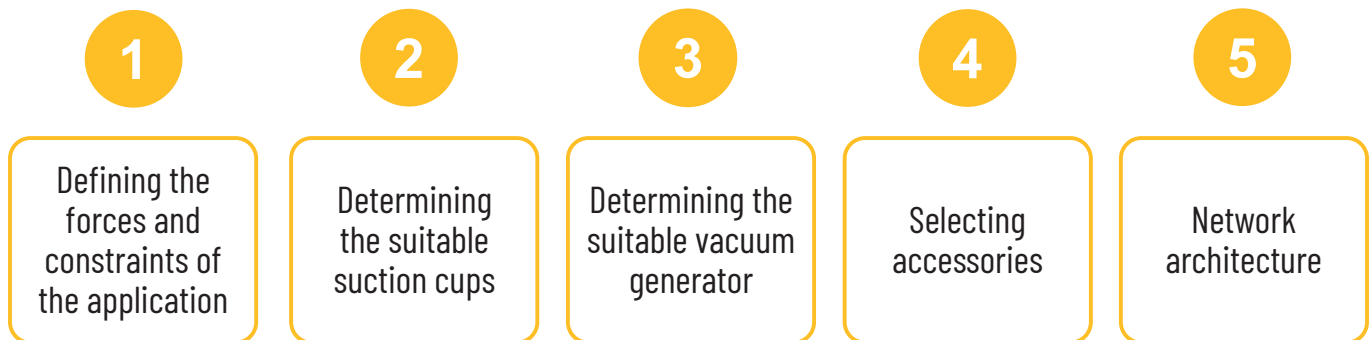 1
2
3
4
5
Defining the
forces and
constraints of
the application
Determining
the suitable
suction cups
Determining the
suitable vacuum
generator
Selecting
accessories
Network
architecture